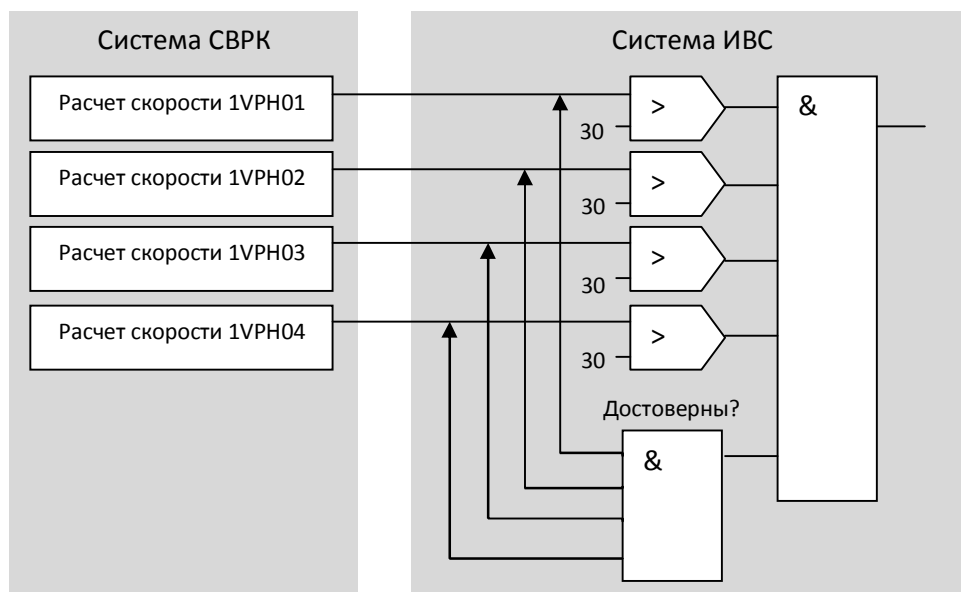 Система СВРК
Система ИВС
Расчет скорости 1VPH01
Расчет скорости 1VPH02
Расчет скорости 1VPH03
Расчет скорости 1VPH04
>
30
>
30
>
30
>
30
&
Достоверны?
&